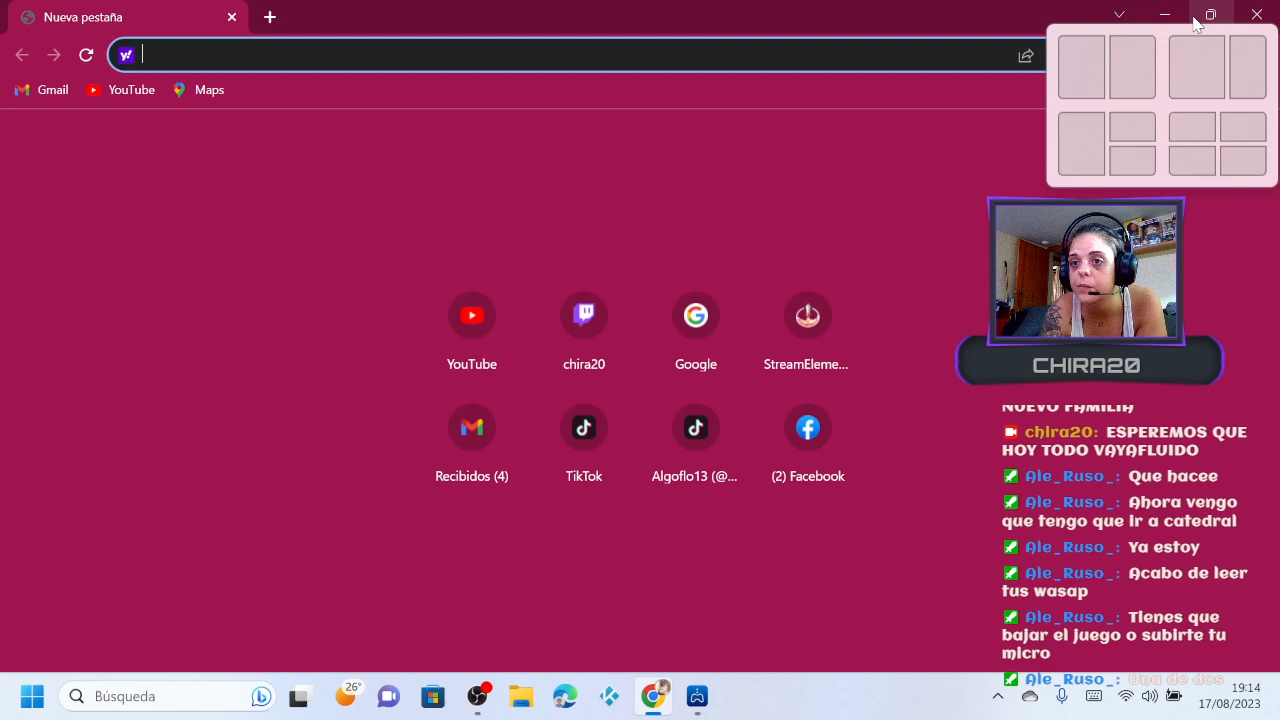 Nueva pestaña
y!
Gmail
YouTube
Maps
YouTube
chira20
Google
StreamEleme...
Recibidos (4)
TikTok
Algoflo13 (@...
(2) Facebook
CHIRA20
NUEVO FAMILIA
chira20: ESPEREMOS QUE
HOY TODO VAYAFLUIDO
Ale_Ruso_: Que hacee
Ale_Ruso_: Ahora vengo
que tengo que ir a catedral
Ale_Ruso_: Ya estoy
Ale_Ruso_: Acabo de leer
tus wasap
Ale_Ruso_: Tienes que
bajar el juego o subirte tu
micro
Ale_Ruso_: Una de dos
Búsqueda
26°
19:14
17/08/2023